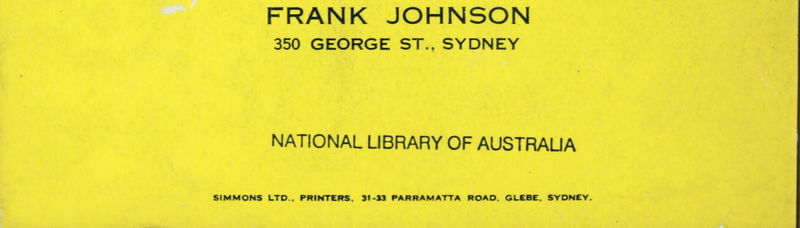 FRANK JOHNSON
350 GEORGE ST., SYDNEY
NATIONAL LIBRARY OF AUSTRALIA
SIMMONS LTD., PRINTERS, 31-33 PARRAMATTA ROAD, GLEBE, SYDNEY.